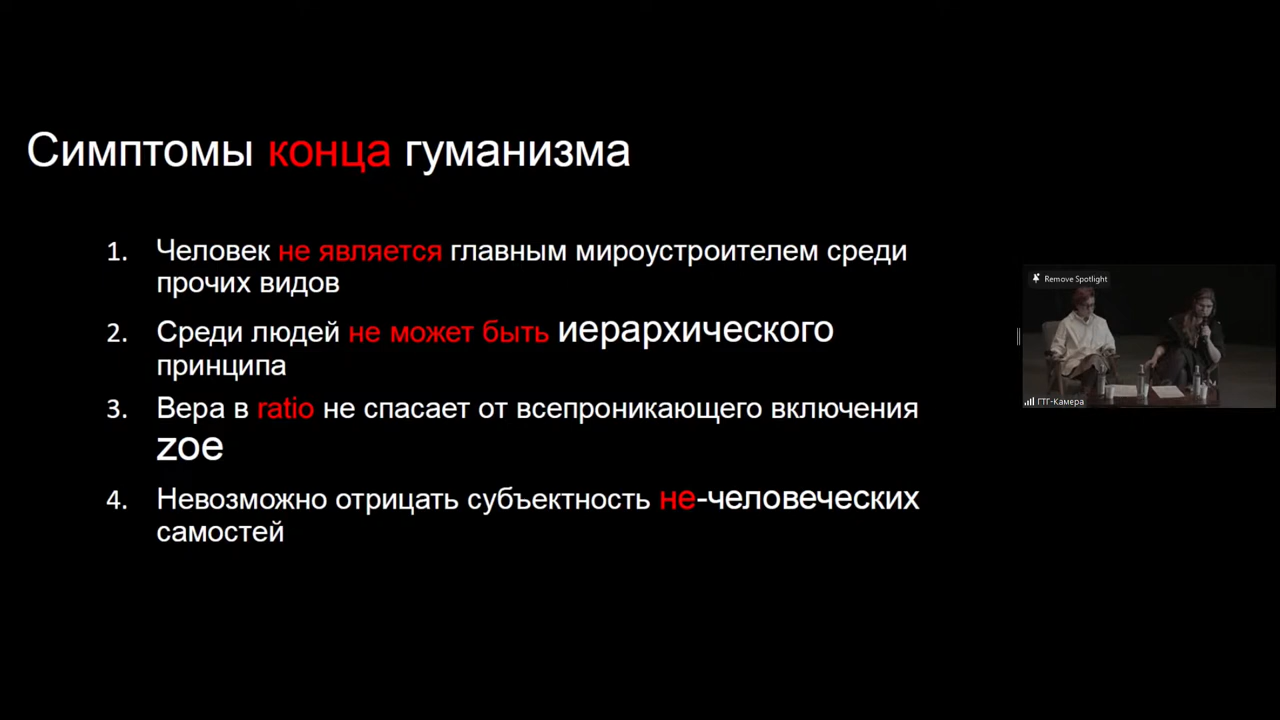 Симптомы конца гуманизма
1. Человек не является главным мироустроителем среди
прочих видов
2. Среди людей не может быть иерархического
принципа
3. Вера в ratio не спасает от всепроникающего включения
zoe
4. Невозможно отрицать субъектность не-человеческих
самостей
Remove Spotlight
ГТГ-Камера